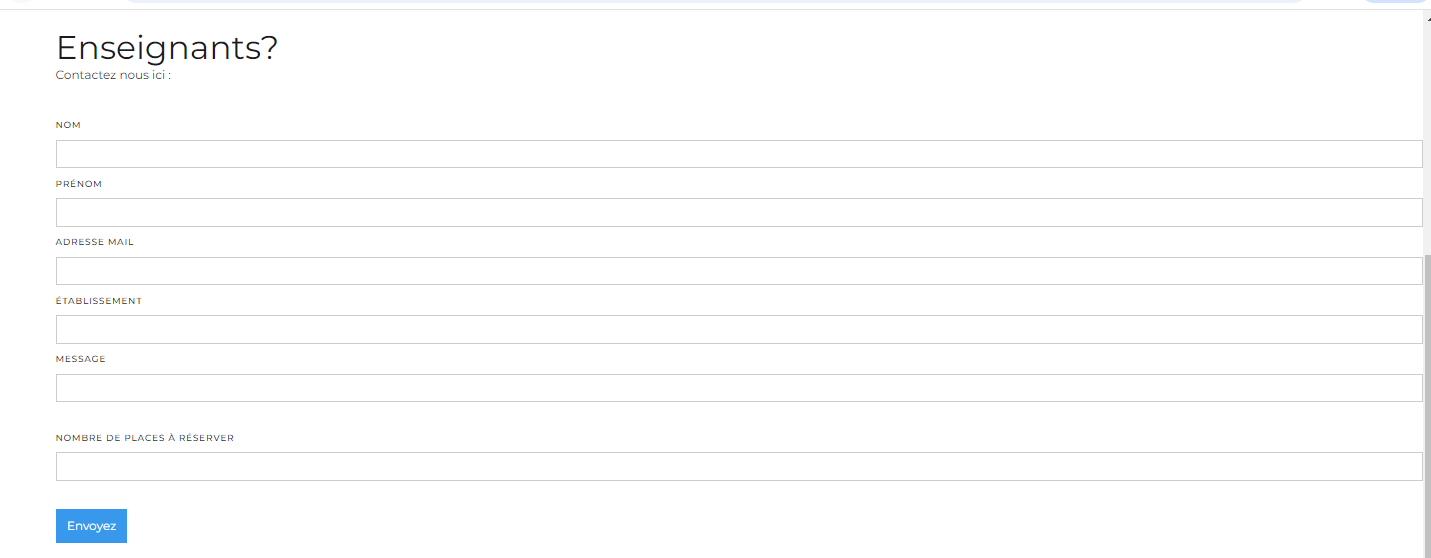 Enseignants?
Contactez nous ici :
NOM
PRÉNOM
ADRESSE MAIL
ÉTABLISSEMENT
MESSAGE
NOMBRE DE PLACES À RÉSERVER
Envoyez